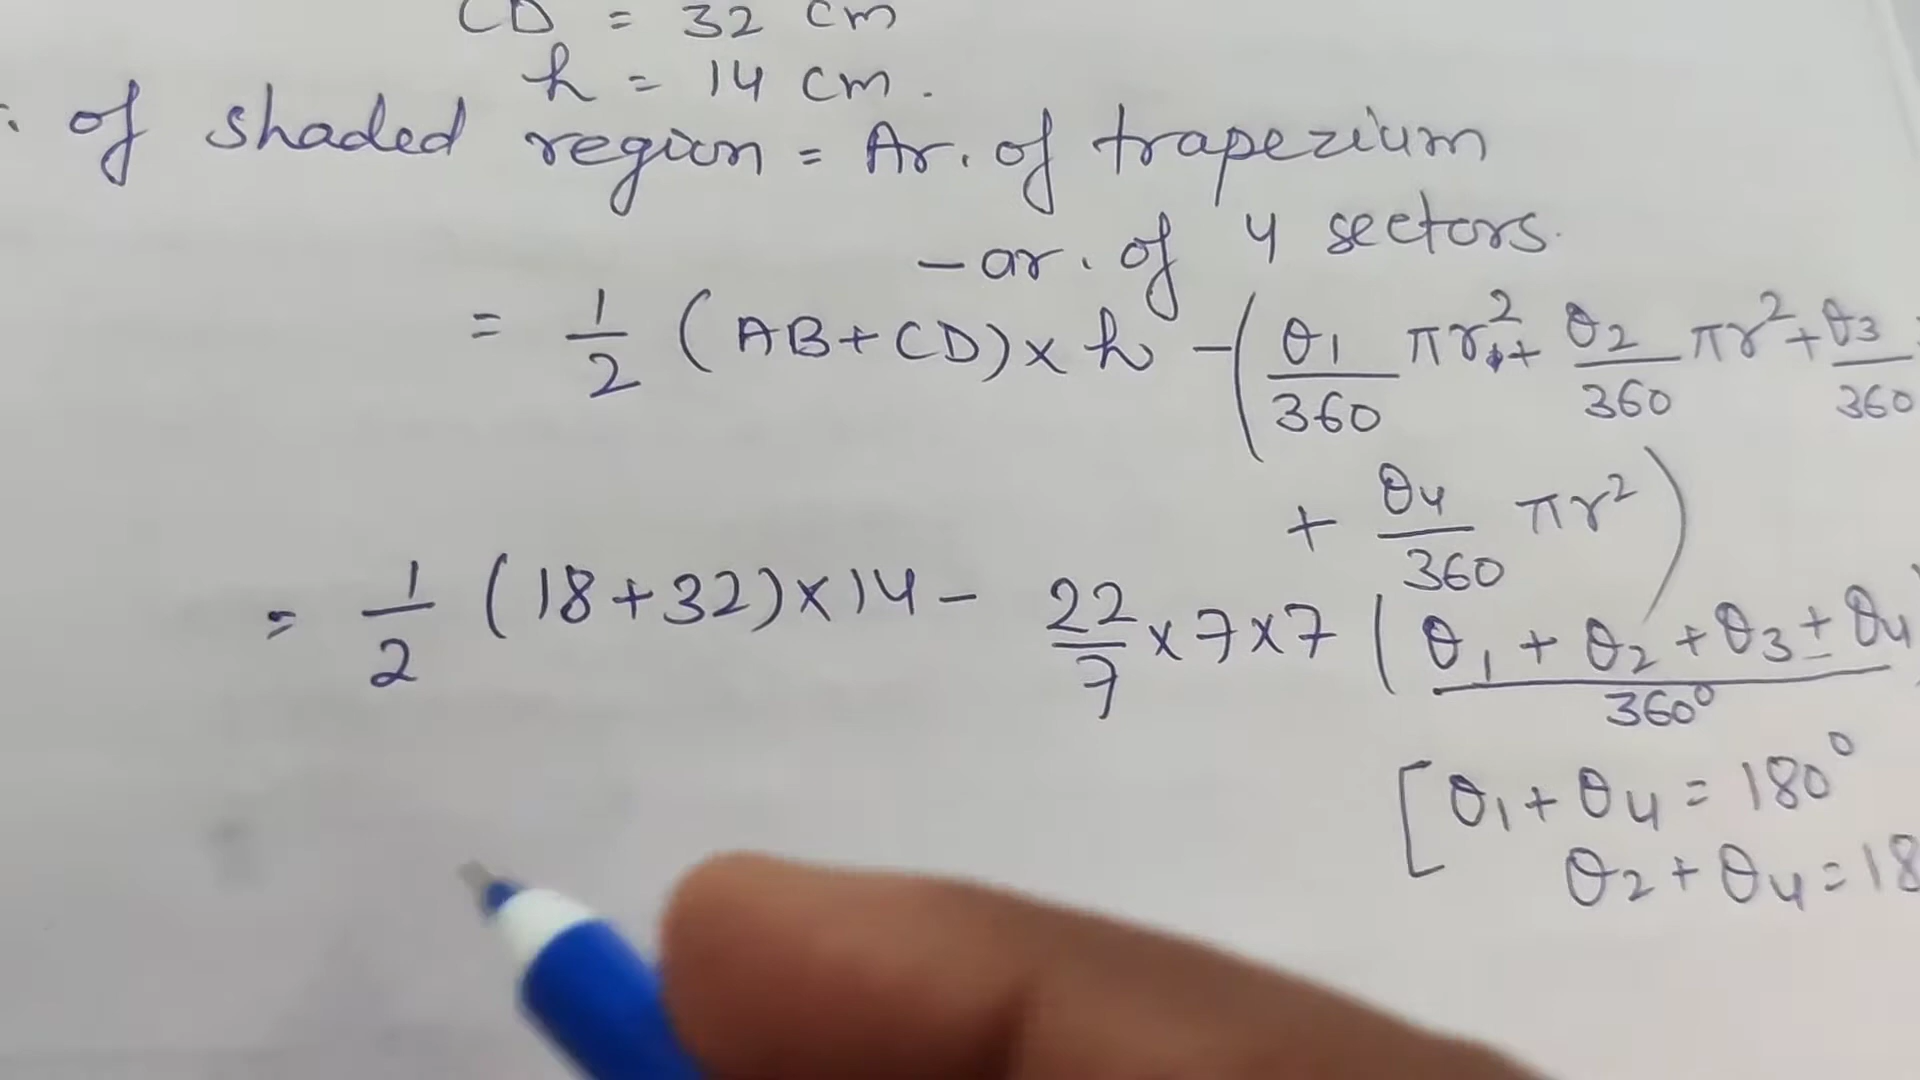 CD = 32 cm
h = 14 cm.
of shaded region = Ar. of trapezium
- ar. of 4 sectors.
= 1/2 (AB+CD) × h - (θ1/360 πr² + θ2/360 πr² + θ3/360
+ θ4/360 πr²)
= 1/2 (18+32) × 14 - 22/7 × 7 × 7 (θ1 + θ2 + θ3 + θ4/360°
[θ1 + θ4 = 180°
θ2 + θ4 = 18